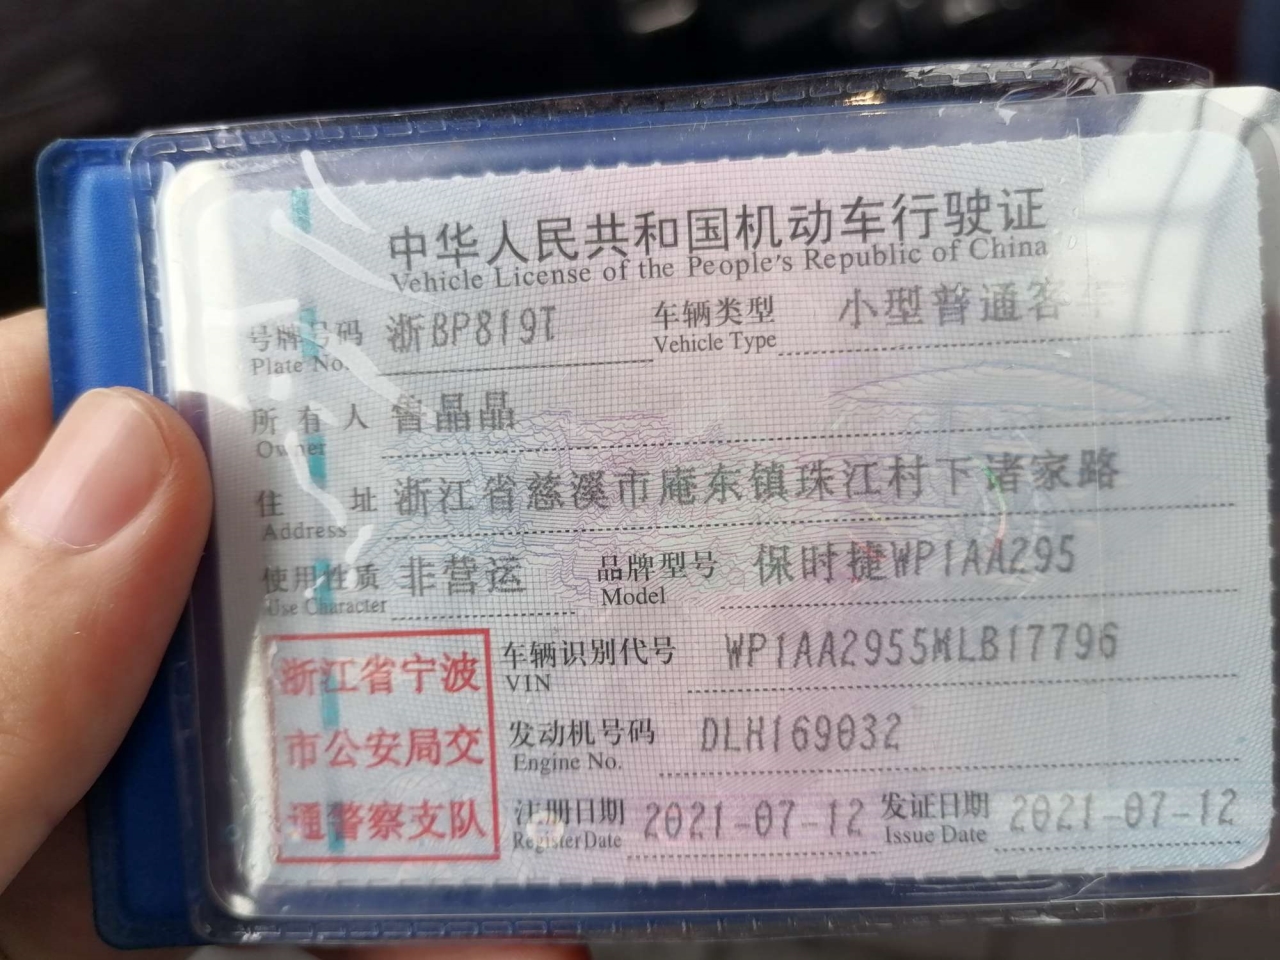 中华人民共和国机动车行驶证
Vehicle License of the People's Republic of China
号牌号码 浙BP819T 车辆类型 小型普通客车
Plate No. Vehicle Type
所有人 曾晶晶
Owner
住址 浙江省慈溪市庵东镇珠江村下诸家路
Address
使用性质 非营运 品牌型号 保时捷WP1AA295
Use Character Model
浙江省宁波
市公安局交
通警察支队
车辆识别代号 WP1AA2955MLB17796
VIN
发动机号码 DLH169032
Engine No.
注册日期 2021-07-12 发证日期 2021-07-12
Register Date Issue Date